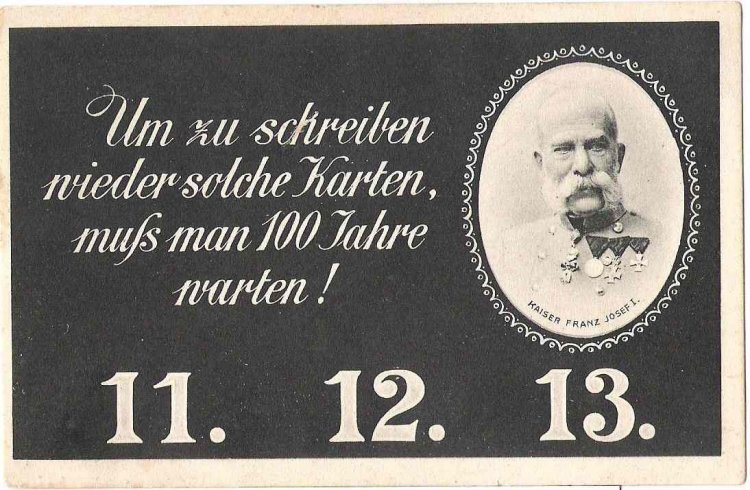 Um zu schreiben
wieder solche Karten,
muß man 100 Jahre
warten!
KAISER FRANZ JOSEF I.
11. 12. 13.